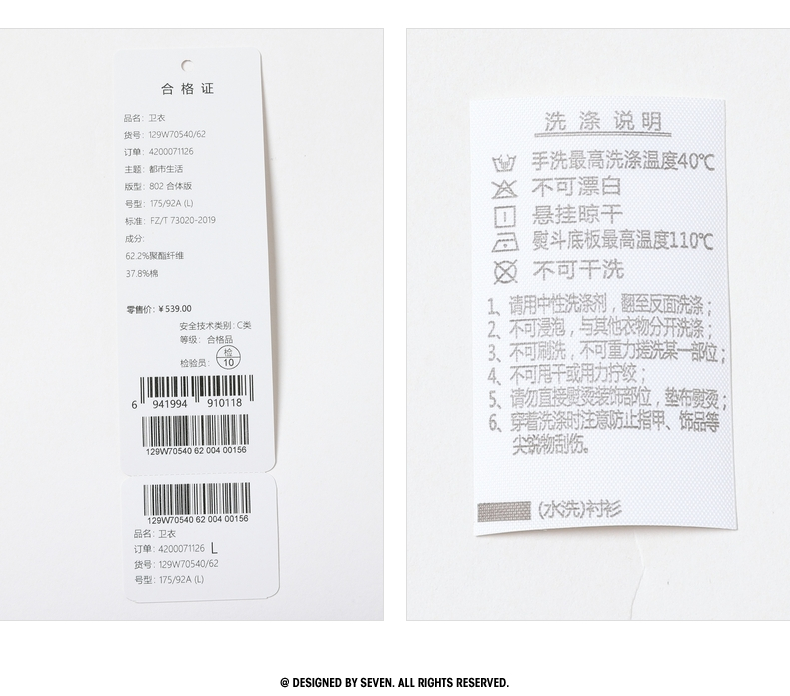 合格证
品名: 卫衣
货号: 129W70540/62
订单: 4200071126
主题: 都市生活
版型: 802 合体版
号型: 175/92A (L)
标准: FZ/T 73020-2019
成分:
62.2%聚酯纤维
37.8%棉
零售价: ¥539.00
安全技术类别: C类
等级: 合格品
检验员: 检 10
6 941994 910118
129W70540 62 004 00156
129W70540 62 004 00156
品名: 卫衣
订单: 4200071126 L
货号: 129W70540/62
号型: 175/92A (L)
洗涤说明
手洗最高洗涤温度40℃
不可漂白
悬挂晾干
熨斗底板最高温度110℃
不可干洗
1、请用中性洗涤剂，翻至反面洗涤；
2、不可浸泡，与其他衣物分开洗涤；
3、不可刷洗，不可重力搓洗某一部位；
4、不可甩干或用力拧绞；
5、请勿直接熨烫装饰部位，垫布熨烫；
6、穿着洗涤时注意防止指甲、饰品等
尖锐物刮伤。
(水洗)衬衫
@ DESIGNED BY SEVEN. ALL RIGHTS RESERVED.